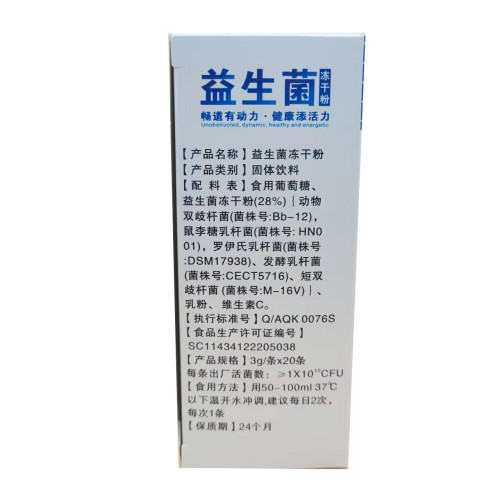 益生菌 冻干粉
畅道有动力·健康添活力
Unobstructed, dynamic, healthy and energetic
【产品名称】益生菌冻干粉
【产品类别】固体饮料
【配 料 表】食用葡萄糖、
益生菌冻干粉(28%)｛动物
双歧杆菌(菌株号:Bb-12),
鼠李糖乳杆菌(菌株号: HN0
01)，罗伊氏乳杆菌(菌株号
:DSM17938)、发酵乳杆菌
(菌株号:CECT5716)、短双
歧杆菌(菌株号:M-16V)｝、
乳粉、维生素C。
【执行标准号】Q/AQK 0076S
【食品生产许可证编号】
SC11434122205038
【产品规格】3g/条x20条
每条出厂活菌数：≥1X10¹⁰CFU
【食用方法】用50-100ml 37℃
以下温开水冲调,建议每日2次，
每次1条
【保质期】24个月